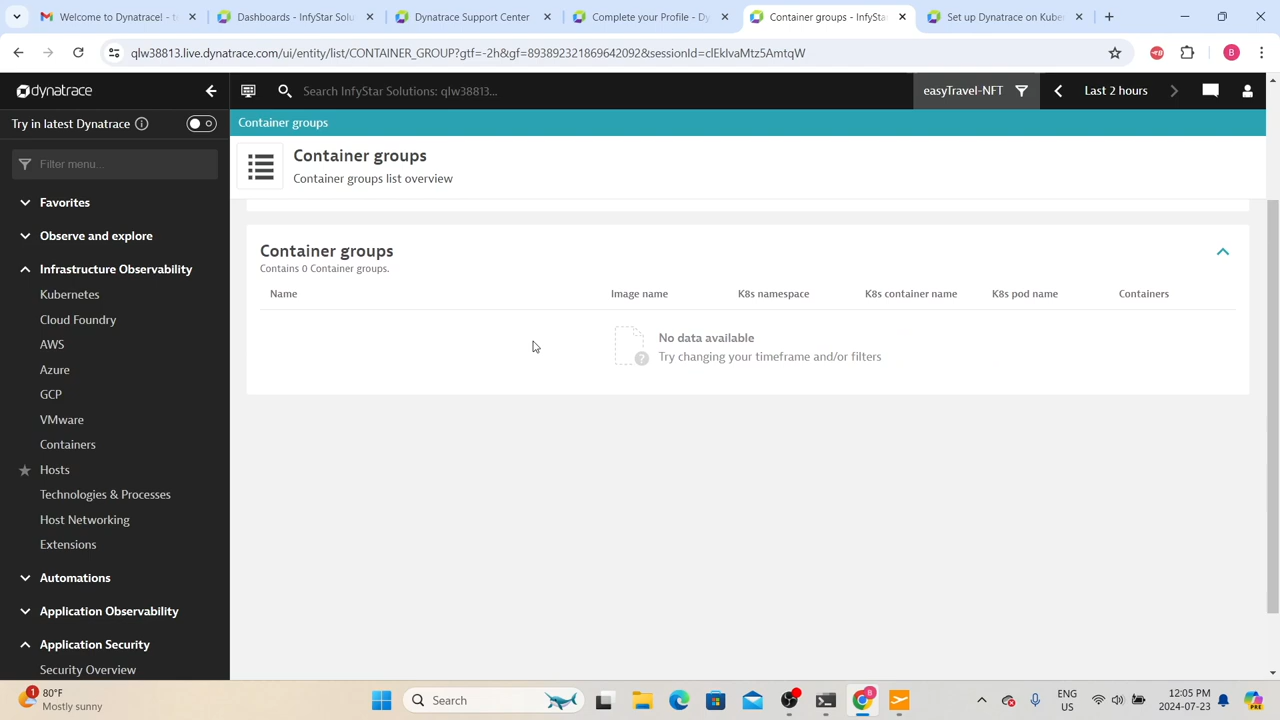 Welcome to Dynatrace - t
Dashboards - InfyStar Solu
Dynatrace Support Center
Complete your Profile - Dy
Container groups - InfySta
Set up Dynatrace on Kube
qlw38813.live.dynatrace.com/ui/entity/list/CONTAINER_GROUP?gtf=-2h&gf=893892321869642092&sessionId=clEkIvaMtz5AmtqW
B
dynatrace
Search InfyStar Solutions: qlw38813...
easyTravel-NFT
Last 2 hours
Try in latest Dynatrace
Container groups
Filter menu...
Container groups
Container groups list overview
Favorites
Observe and explore
Infrastructure Observability
Kubernetes
Cloud Foundry
AWS
Azure
GCP
VMware
Containers
Hosts
Technologies & Processes
Host Networking
Extensions
Automations
Application Observability
Application Security
Security Overview
Container groups
Contains 0 Container groups.
Name
Image name
K8s namespace
K8s container name
K8s pod name
Containers
No data available
Try changing your timeframe and/or filters
1
80°F
Mostly sunny
Search
B
ENG
US
12:05 PM
2024-07-23
PRE